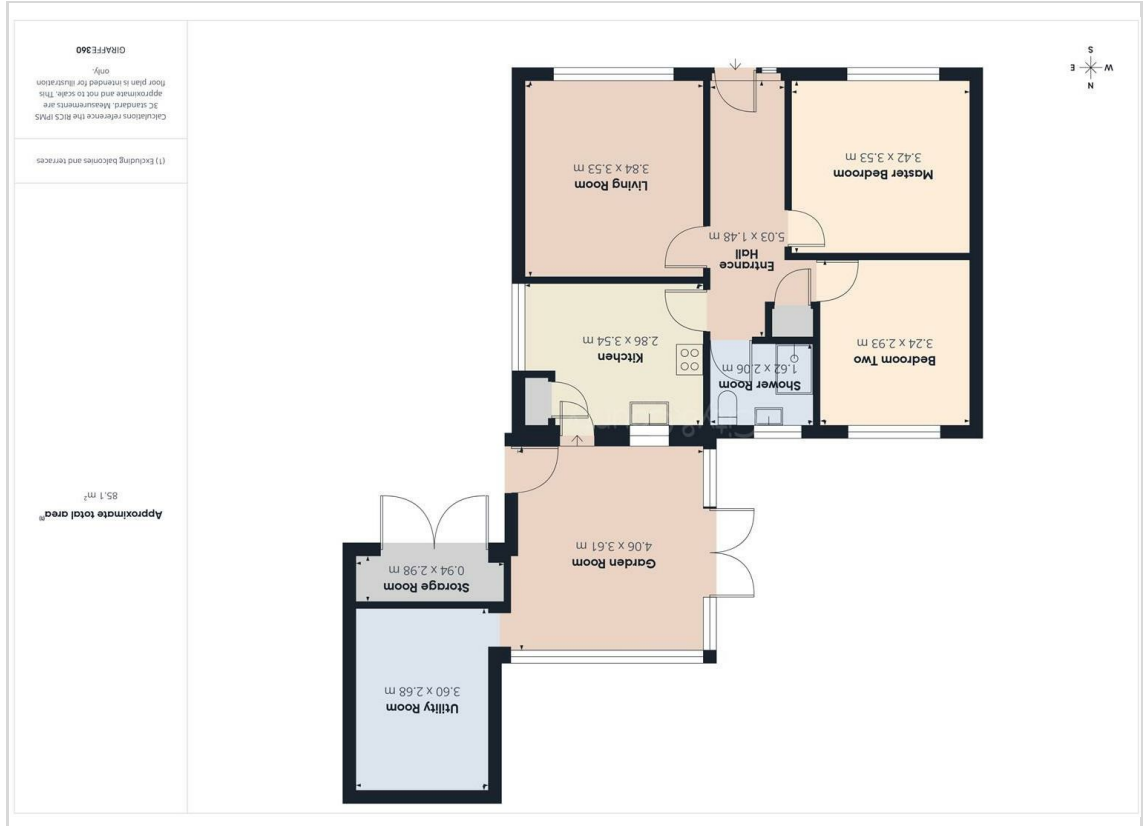 Utility Room
3.60 x 2.68 m
Storage Room
0.94 x 2.98 m
Garden Room
4.06 x 3.61 m
Bedroom Two
3.24 x 2.93 m
Shower Room
1.62 x 2.06 m
Kitchen
2.86 x 3.54 m
Entrance
Hall
5.03 x 1.48 m
Master Bedroom
3.42 x 3.53 m
Living Room
3.84 x 3.53 m
N
W E
S
Approximate total area⁽¹⁾
85.1 m²
(1) Excluding balconies and terraces
Calculations reference the RICS IPMS
3C standard. Measurements are
approximate and not to scale. This
floor plan is intended for illustration
only.
GIRAFFE360